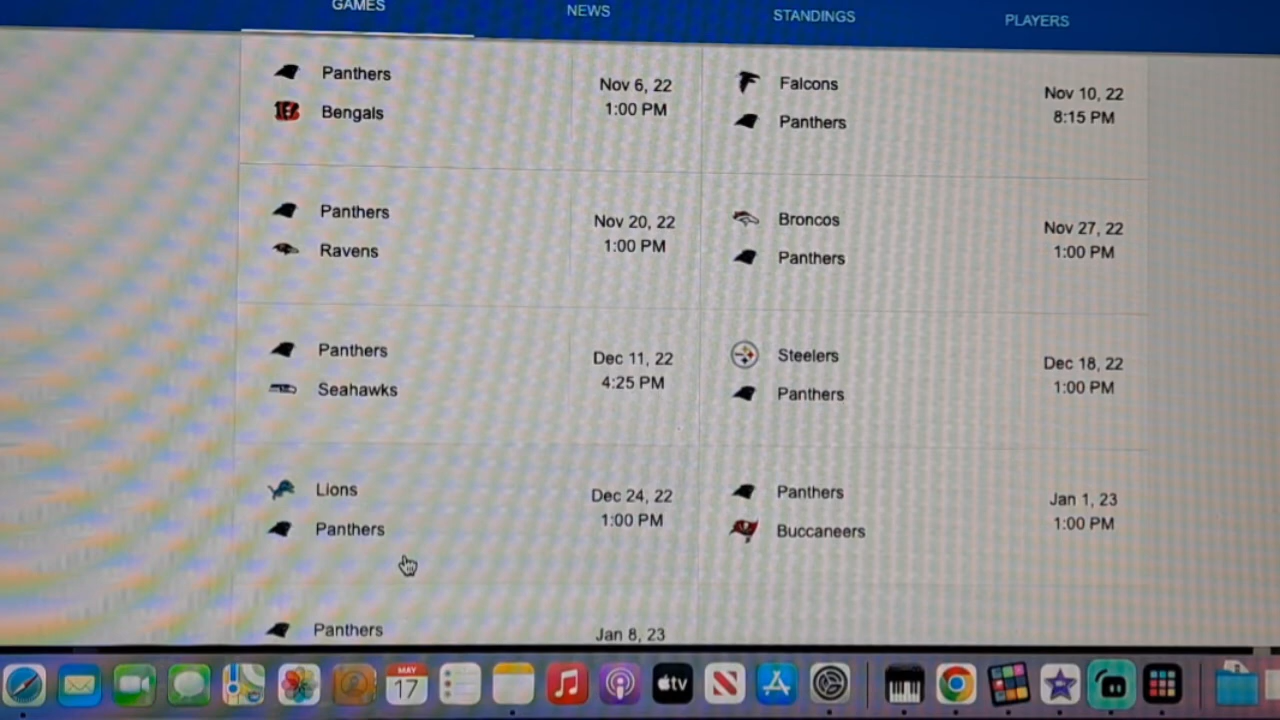 GAMES
NEWS
STANDINGS
PLAYERS
Panthers
Bengals
Nov 6, 22
1:00 PM
Falcons
Panthers
Nov 10, 22
8:15 PM
Panthers
Ravens
Nov 20, 22
1:00 PM
Broncos
Panthers
Nov 27, 22
1:00 PM
Panthers
Seahawks
Dec 11, 22
4:25 PM
Steelers
Panthers
Dec 18, 22
1:00 PM
Lions
Panthers
Dec 24, 22
1:00 PM
Panthers
Buccaneers
Jan 1, 23
1:00 PM
Panthers
Jan 8, 23
MAY
17
tv